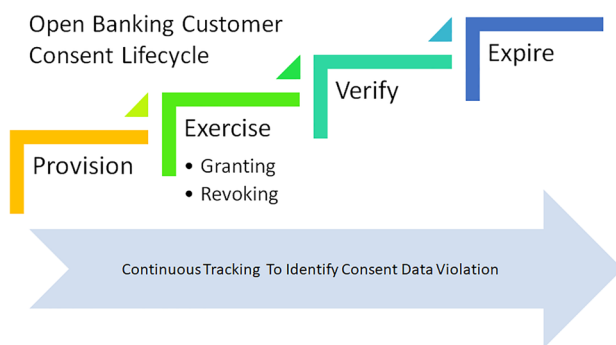 Open Banking Customer
Consent Lifecycle
Provision
Exercise
• Granting
• Revoking
Verify
Expire
Continuous Tracking To Identify Consent Data Violation